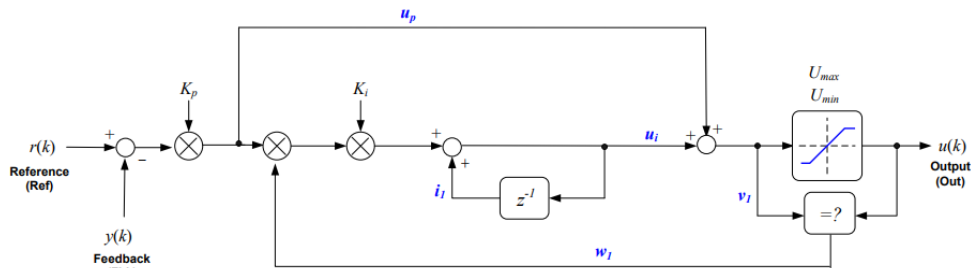 u_p
K_p
K_i
U_max
U_min
r(k)
+
−
Reference
(Ref)
+
+
u_i
+
+
u(k)
Output
(Out)
i_1
z^-1
v_1
=?
y(k)
Feedback
w_1